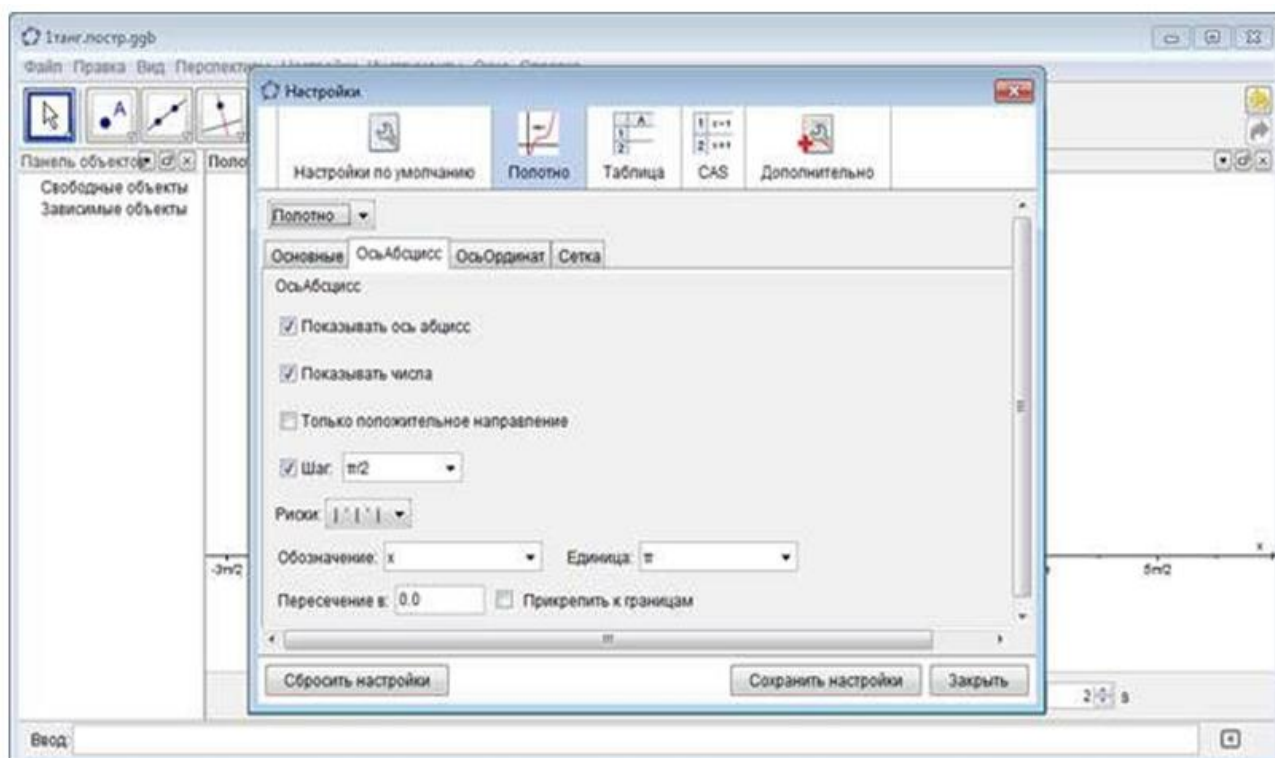 1танг.постр.ggb
Файл Правка Вид
Настройки
A
Настройки по умолчанию Полотно Таблица CAS Дополнительно
Панель объектов
Свободные объекты
Зависимые объекты
Полотно
Основные ОсьАбсцисс ОсьОрдинат Сетка
ОсьАбсцисс
Показывать ось абцисс
Показывать числа
Только положительное направление
Шаг: π/2
Риски:
Обозначение: x Единица: π
Пересечение в: 0.0 Прикрепить к границам
-3π/2 5π/2 x
Сбросить настройки Сохранить настройки Закрыть
2 s
Ввод: